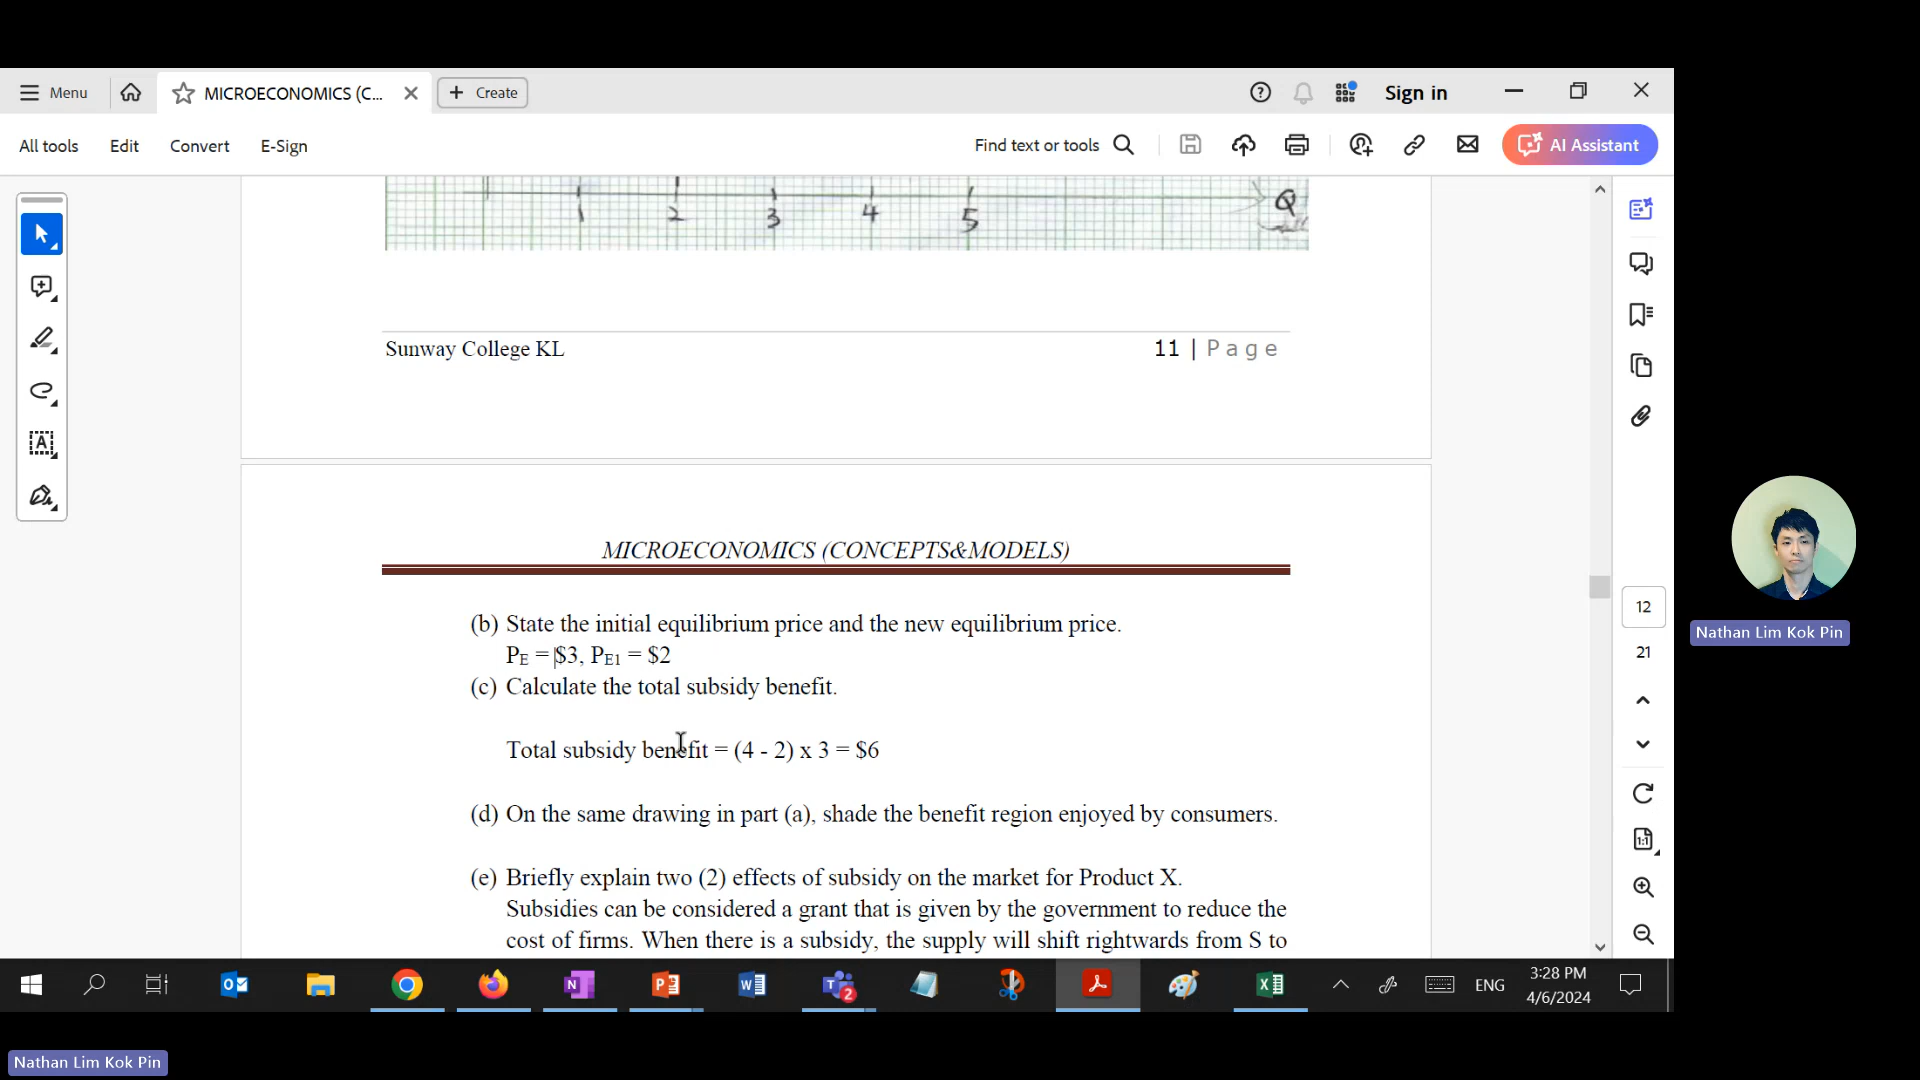 Menu
MICROECONOMICS (C...
Create
Sign in
All tools
Edit
Convert
E-Sign
Find text or tools
AI Assistant
1 2 3 4 5 Q
Sunway College KL
11 | Page
MICROECONOMICS (CONCEPTS&MODELS)
(b) State the initial equilibrium price and the new equilibrium price.
PE = $3, PE1 = $2
(c) Calculate the total subsidy benefit.
Total subsidy benefit = (4 - 2) x 3 = $6
(d) On the same drawing in part (a), shade the benefit region enjoyed by consumers.
(e) Briefly explain two (2) effects of subsidy on the market for Product X.
Subsidies can be considered a grant that is given by the government to reduce the
cost of firms. When there is a subsidy, the supply will shift rightwards from S to
12
21
Nathan Lim Kok Pin
ENG
3:28 PM
4/6/2024
Nathan Lim Kok Pin